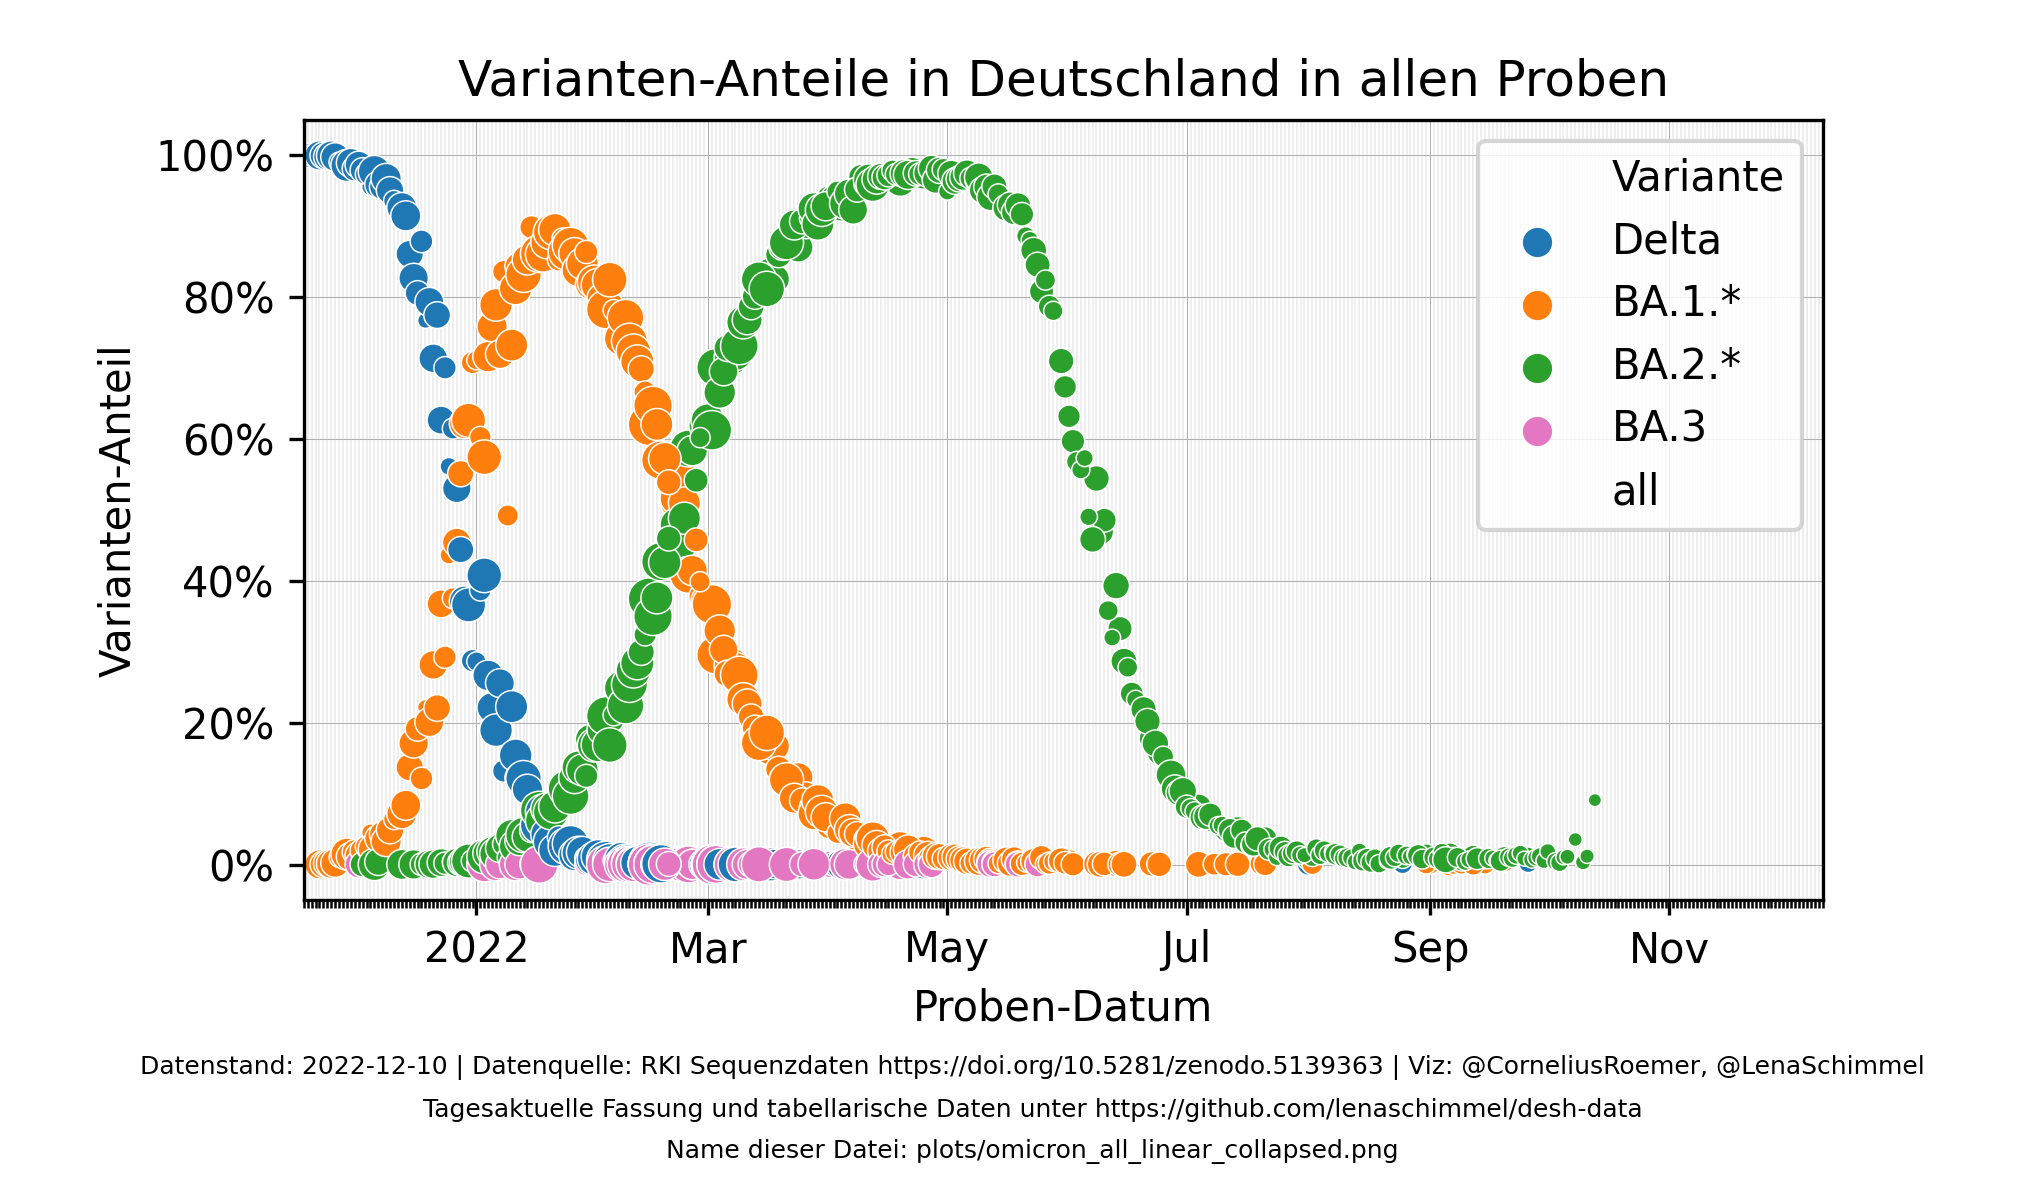 Varianten-Anteile in Deutschland in allen Proben
Varianten-Anteil
100%
80%
60%
40%
20%
0%
Variante
Delta
BA.1.*
BA.2.*
BA.3
all
2022
Mar
May
Jul
Sep
Nov
Proben-Datum
Datenstand: 2022-12-10 | Datenquelle: RKI Sequenzdaten https://doi.org/10.5281/zenodo.5139363 | Viz: @CorneliusRoemer, @LenaSchimmel
Tagesaktuelle Fassung und tabellarische Daten unter https://github.com/lenaschimmel/desh-data
Name dieser Datei: plots/omicron_all_linear_collapsed.png